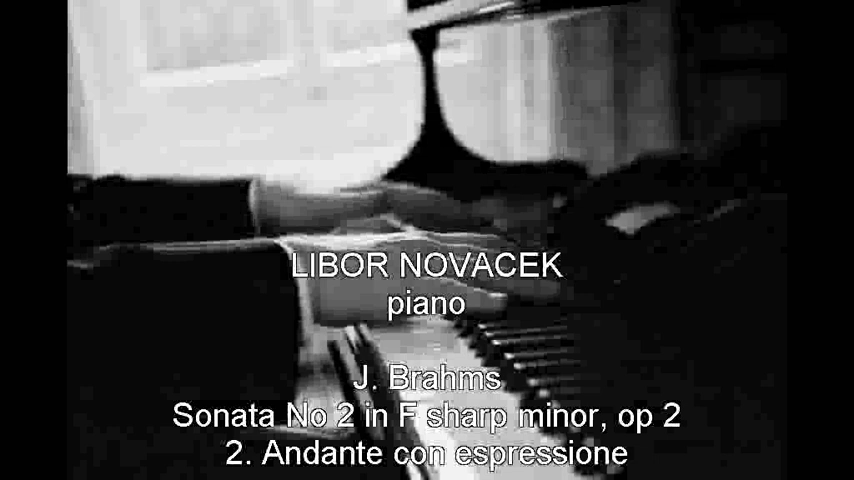 LIBOR NOVACEK
piano
J. Brahms
Sonata No 2 in F sharp minor, op 2
2. Andante con espressione